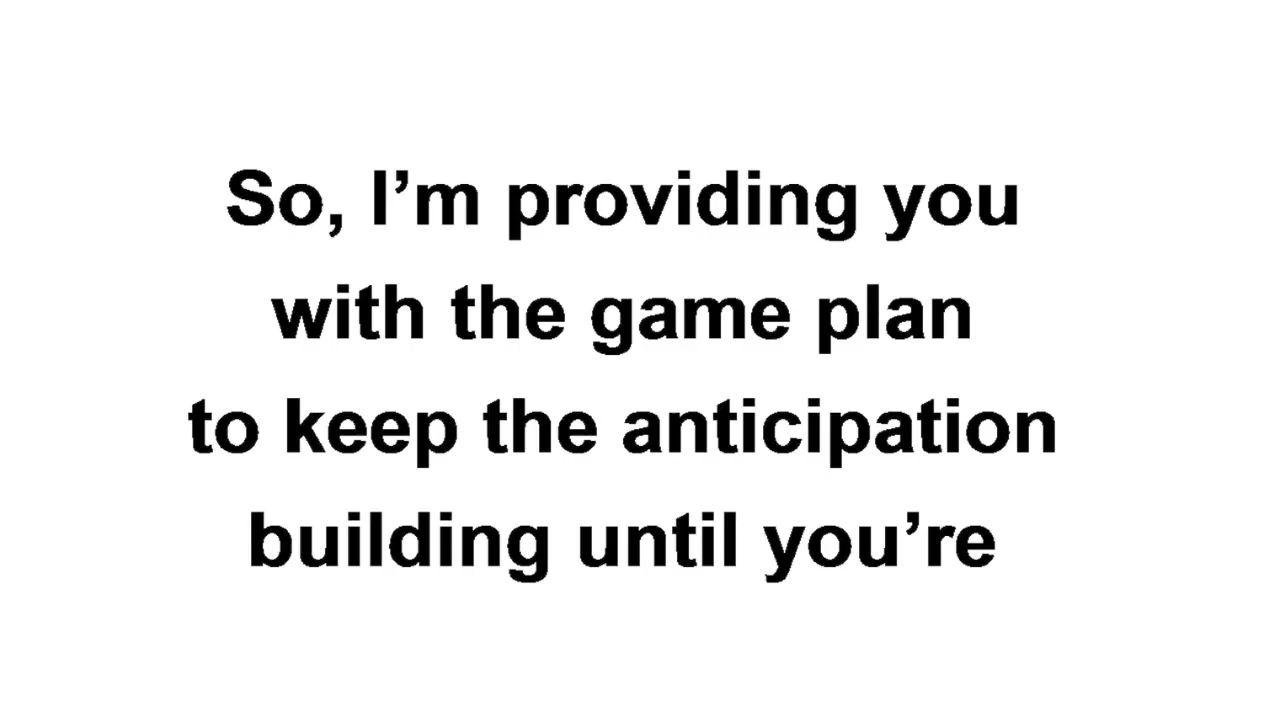 So, I’m providing you
with the game plan
to keep the anticipation
building until you’re